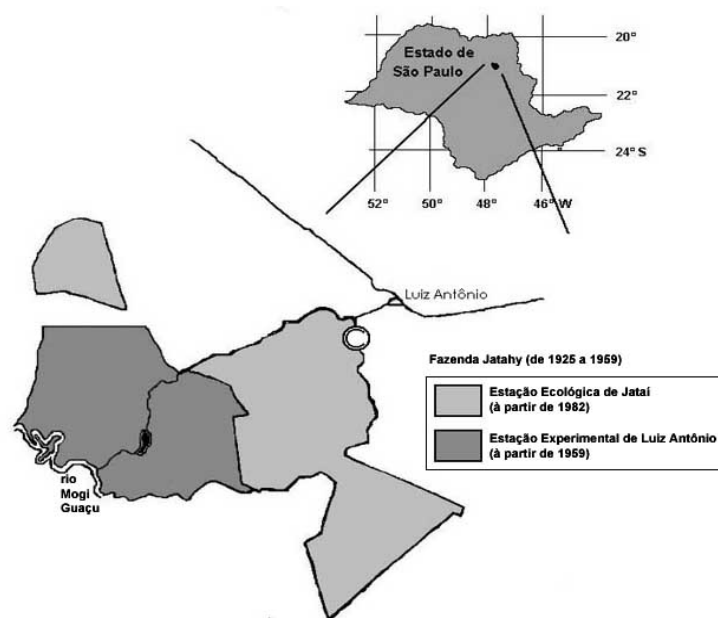 Estado de
São Paulo
20°
22°
24° S
52°
50°
48°
46° W
Luiz Antônio
rio
Mogi
Guaçu
Fazenda Jatahy (de 1925 a 1959)
Estação Ecológica de Jataí
(à partir de 1982)
Estação Experimental de Luiz Antônio
(à partir de 1959)